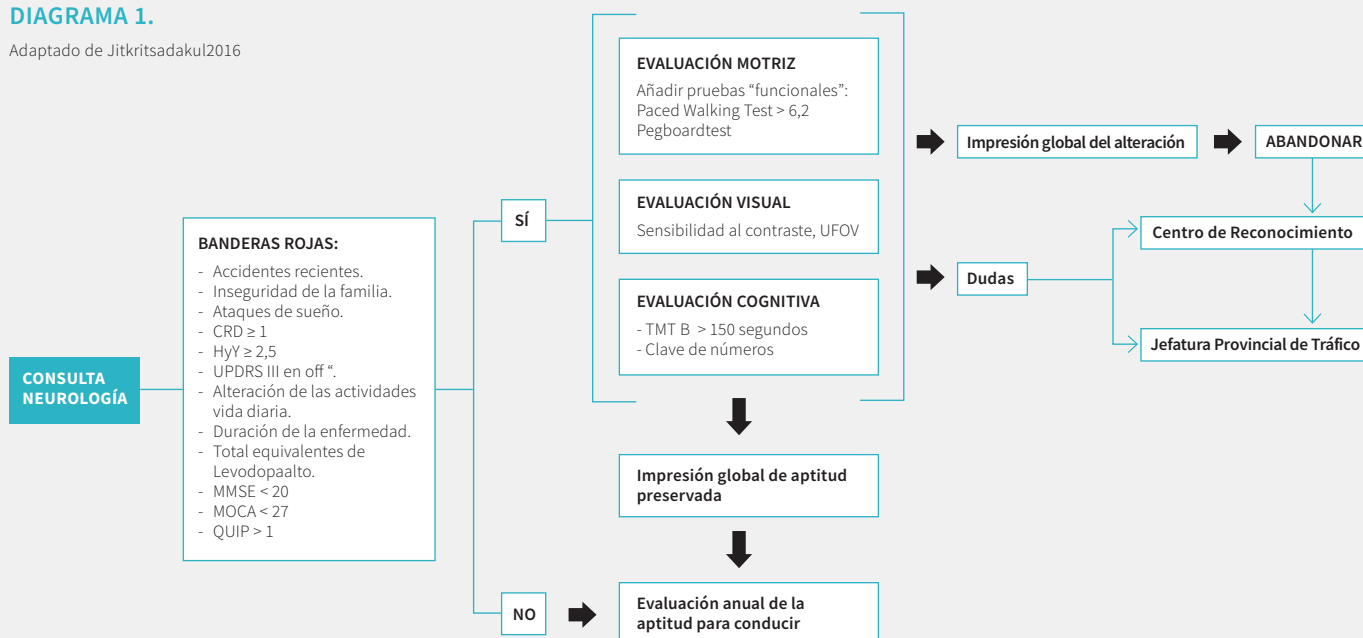 DIAGRAMA 1.
Adaptado de Jitkritsadakul2016
CONSULTA
NEUROLOGÍA
BANDERAS ROJAS:
- Accidentes recientes.
- Inseguridad de la familia.
- Ataques de sueño.
- CRD ≥ 1
- HyY ≥ 2,5
- UPDRS III en off “.
- Alteración de las actividades
vida diaria.
- Duración de la enfermedad.
- Total equivalentes de
Levodopaalto.
- MMSE < 20
- MOCA < 27
- QUIP > 1
SÍ
EVALUACIÓN MOTRIZ
Añadir pruebas “funcionales”:
Paced Walking Test > 6,2
Pegboardtest
EVALUACIÓN VISUAL
Sensibilidad al contraste, UFOV
EVALUACIÓN COGNITIVA
- TMT B > 150 segundos
- Clave de números
Impresión global del alteración
ABANDONAR
Dudas
Centro de Reconocimiento
Jefatura Provincial de Tráfico
Impresión global de aptitud
preservada
NO
Evaluación anual de la
aptitud para conducir